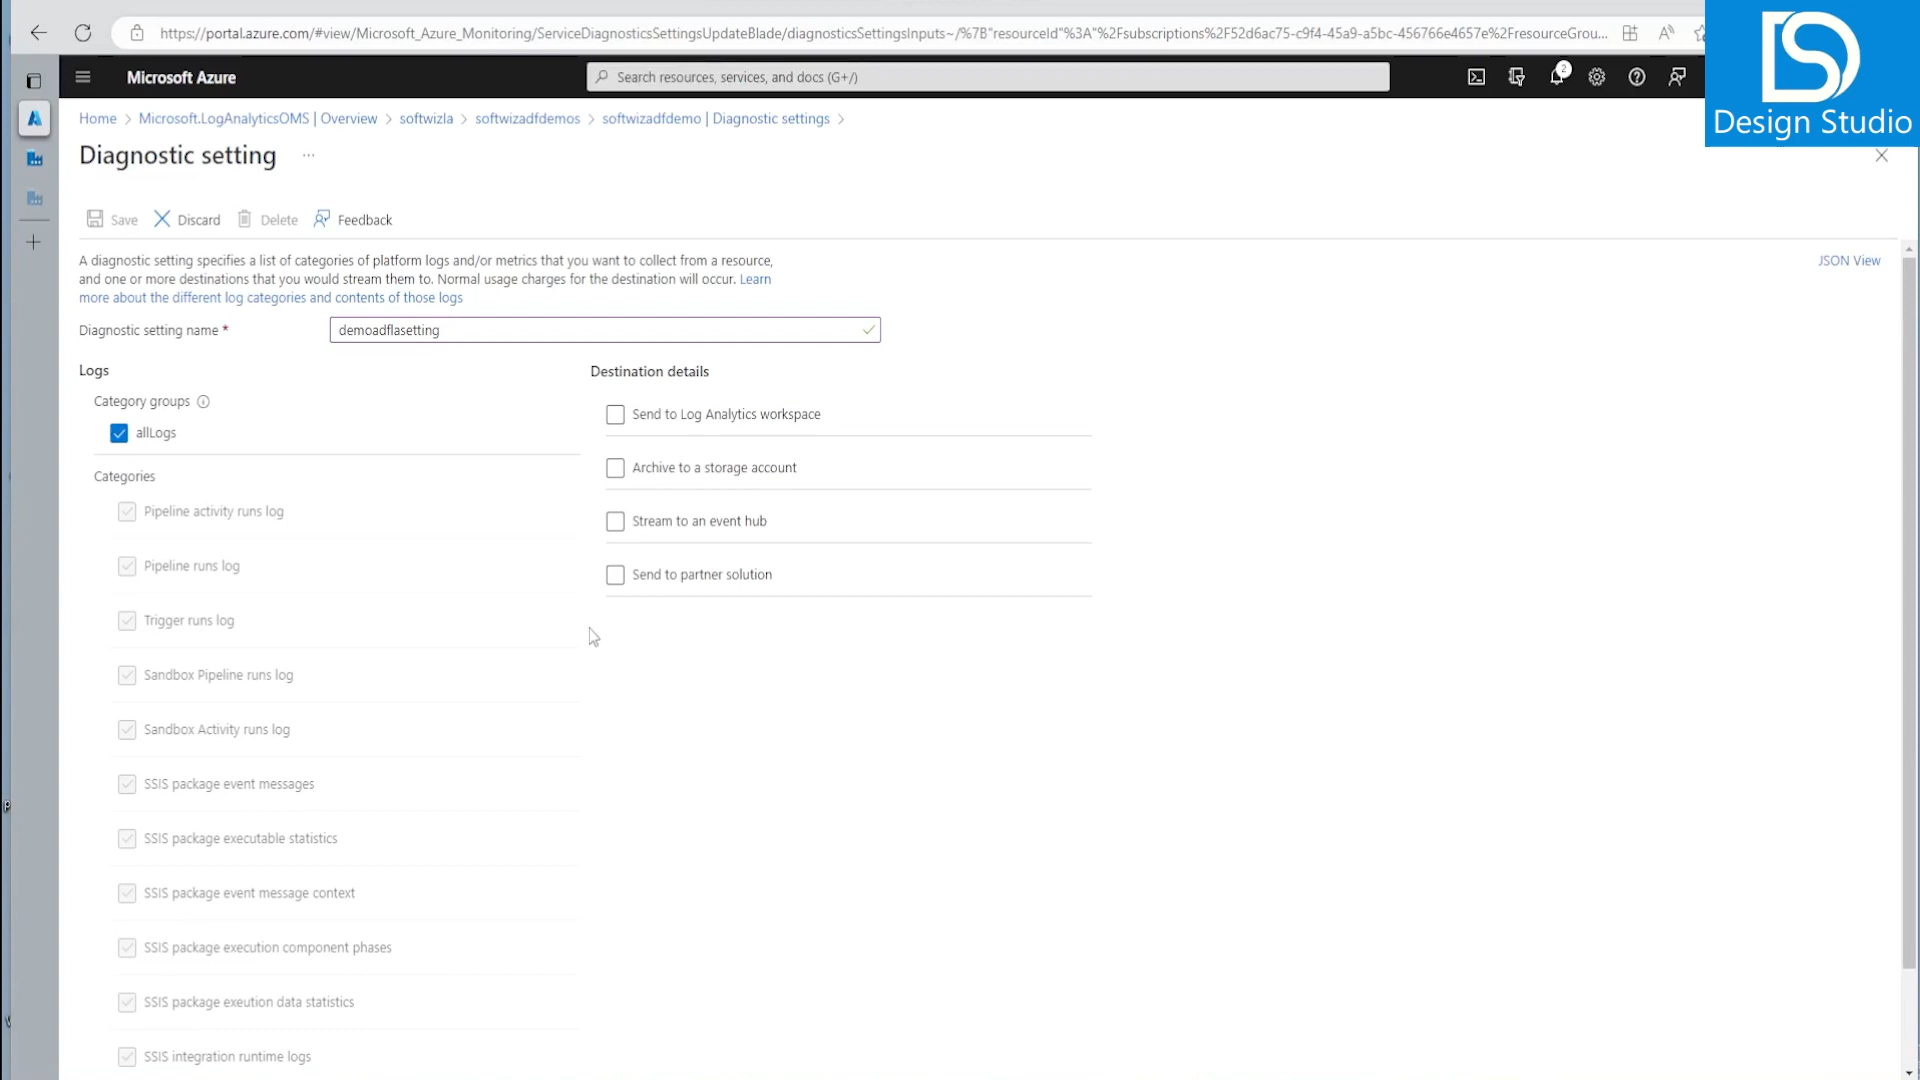 https://portal.azure.com/#view/Microsoft_Azure_Monitoring/ServiceDiagnosticsSettingsUpdateBlade/diagnosticsSettingsInputs~/%7B"resourceId"%3A"%2Fsubscriptions%2F52d6ac75-c9f4-45a9-a5bc-456766e4657e%2FresourceGrou...
Microsoft Azure
Search resources, services, and docs (G+/)
2
Design Studio
Home > Microsoft.LogAnalyticsOMS | Overview > softwizla > softwizadfdemos > softwizadfdemo | Diagnostic settings >
Diagnostic setting ...
Save Discard Delete Feedback
A diagnostic setting specifies a list of categories of platform logs and/or metrics that you want to collect from a resource,
and one or more destinations that you would stream them to. Normal usage charges for the destination will occur. Learn
more about the different log categories and contents of those logs
JSON View
Diagnostic setting name *
demoadflasetting
Logs
Category groups
allLogs
Categories
Pipeline activity runs log
Pipeline runs log
Trigger runs log
Sandbox Pipeline runs log
Sandbox Activity runs log
SSIS package event messages
SSIS package executable statistics
SSIS package event message context
SSIS package execution component phases
SSIS package exeution data statistics
SSIS integration runtime logs
Destination details
Send to Log Analytics workspace
Archive to a storage account
Stream to an event hub
Send to partner solution